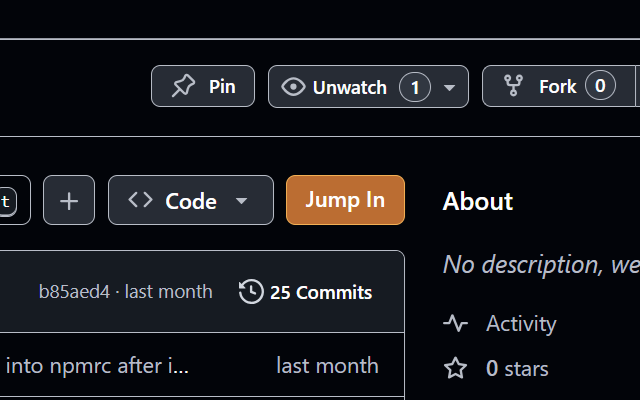 Pin
Unwatch 1
Fork 0
t
Code
Jump In
About
No description, we
b85aed4 · last month
25 Commits
Activity
into npmrc after i...
last month
0 stars